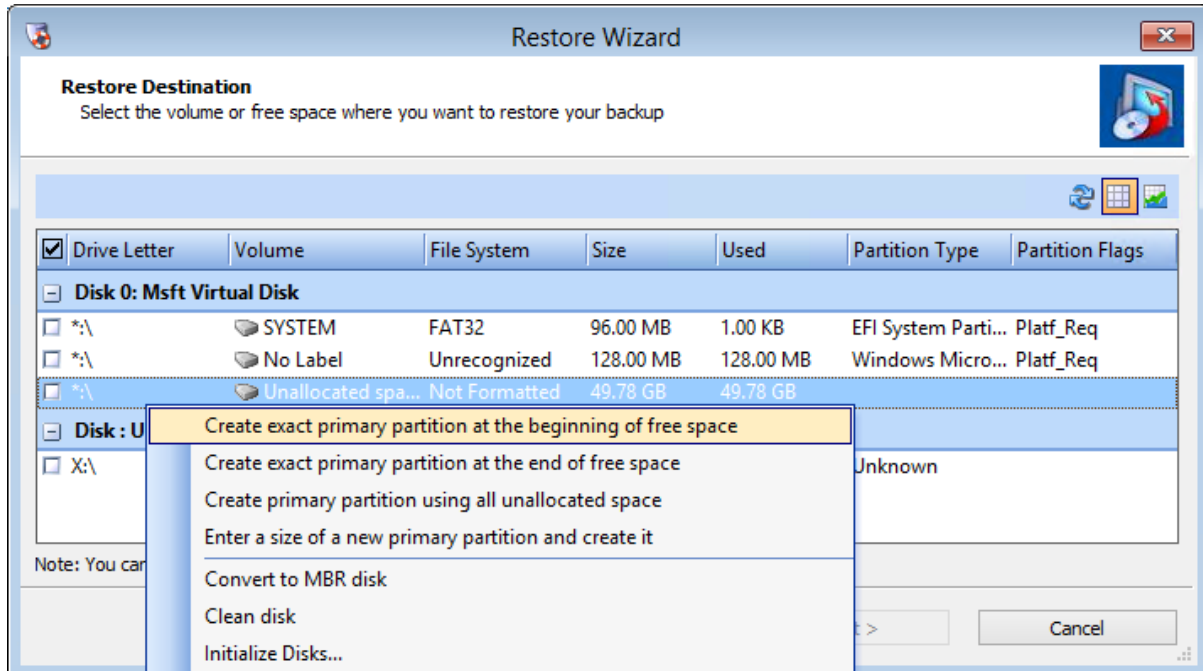 Restore Wizard
Restore Destination
Select the volume or free space where you want to restore your backup
Drive Letter Volume File System Size Used Partition Type Partition Flags
Disk 0: Msft Virtual Disk
*:\ SYSTEM FAT32 96.00 MB 1.00 KB EFI System Parti... Platf_Req
*:\ No Label Unrecognized 128.00 MB 128.00 MB Windows Micro... Platf_Req
*:\ Unallocated spa... Not Formatted 49.78 GB 49.78 GB
Disk : U
X:\ Unknown
Create exact primary partition at the beginning of free space
Create exact primary partition at the end of free space
Create primary partition using all unallocated space
Enter a size of a new primary partition and create it
Note: You can
Convert to MBR disk
Clean disk
Initialize Disks...
t > Cancel